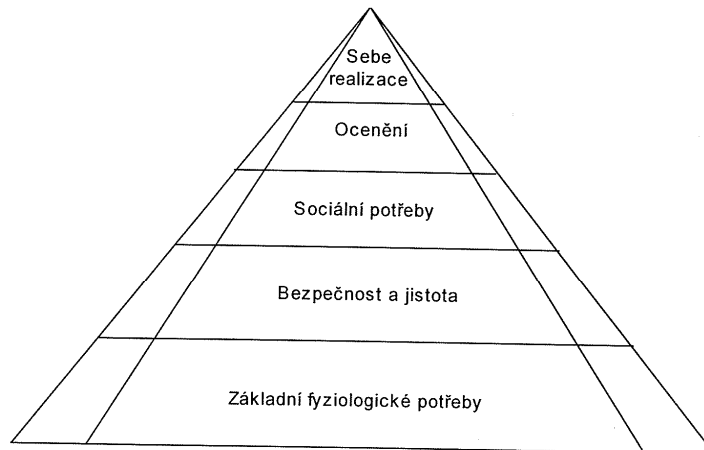 Sebe
realizace
Ocenění
Sociální potřeby
Bezpečnost a jistota
Základní fyziologické potřeby